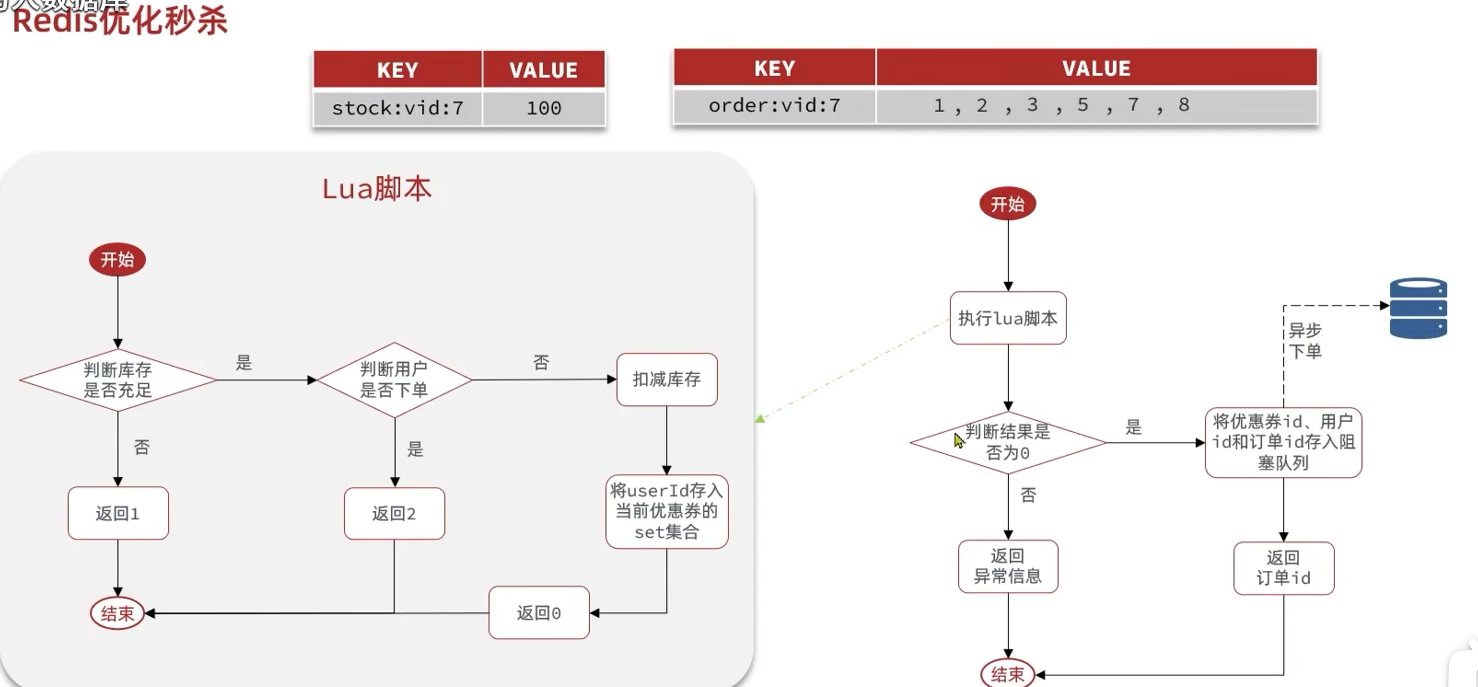 写入数据库
Redis优化秒杀
KEY VALUE
stock:vid:7 100
KEY VALUE
order:vid:7 1 , 2 , 3 , 5 , 7 , 8
Lua脚本
开始
判断库存
是否充足
是
判断用户
是否下单
否
扣减库存
否
是
返回1
返回2
将userId存入
当前优惠券的
set集合
返回0
结束
开始
执行lua脚本
判断结果是
否为0
是
将优惠券id、用户
id和订单id存入阻
塞队列
异步
下单
否
返回
异常信息
返回
订单id
结束